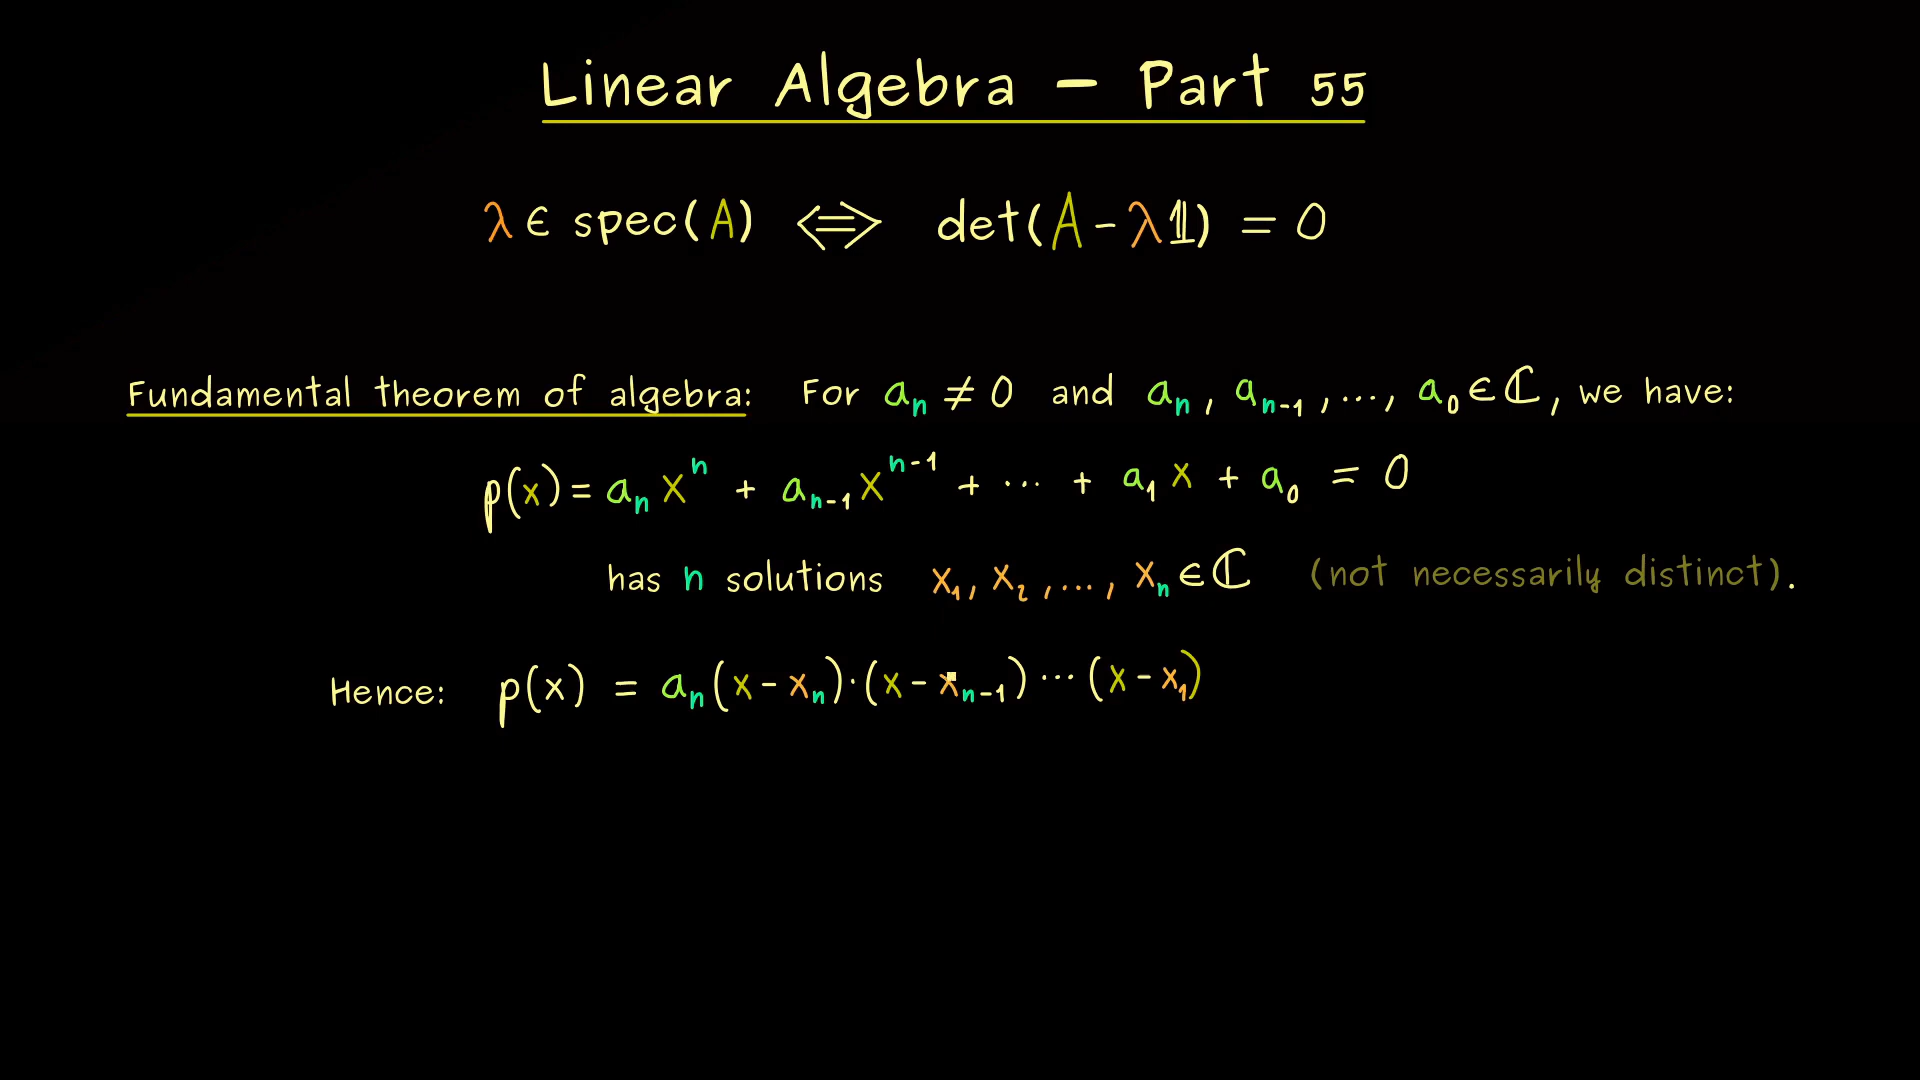 Linear Algebra – Part 55
λ ∈ spec(A) ⟺ det(A - λ𝟙) = 0
Fundamental theorem of algebra: For aₙ ≠ 0 and aₙ, aₙ₋₁, ..., a₀ ∈ ℂ, we have:
p(x) = aₙxⁿ + aₙ₋₁xⁿ⁻¹ + ⋯ + a₁x + a₀ = 0
has n solutions x₁, x₂, ..., xₙ ∈ ℂ (not necessarily distinct).
Hence: p(x) = aₙ(x - xₙ)·(x - xₙ₋₁)⋯(x - x₁)